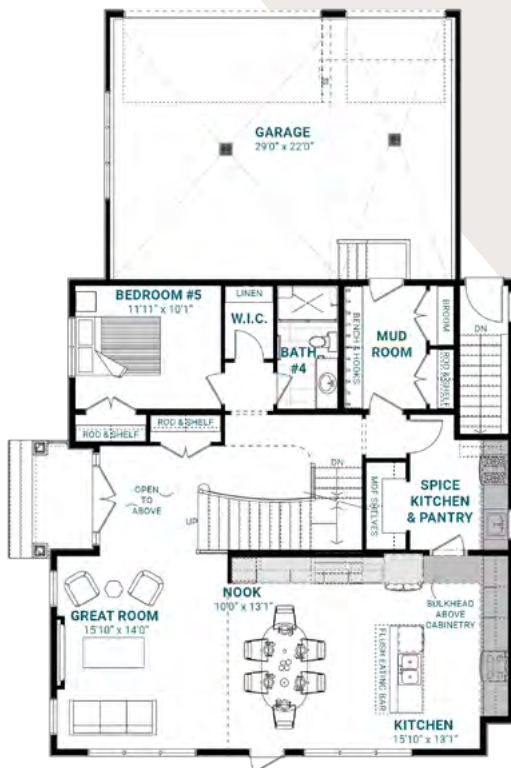 GARAGE
29'0" x 22'0"
BEDROOM #5
11'11" x 10'1"
LINEN
W.I.C.
BATH
#4
BENCH & HOOKS
MUD
ROOM
BROOM
ROD & SHELF
DN
ROD & SHELF
ROD & SHELF
OPEN
TO
ABOVE
UP
DN
MDF SHELVES
SPICE
KITCHEN
& PANTRY
GREAT ROOM
15'10" x 14'0"
NOOK
10'0" x 13'1"
BULKHEAD
ABOVE
CABINETRY
FLUSH EATING BAR
KITCHEN
15'10" x 13'1"